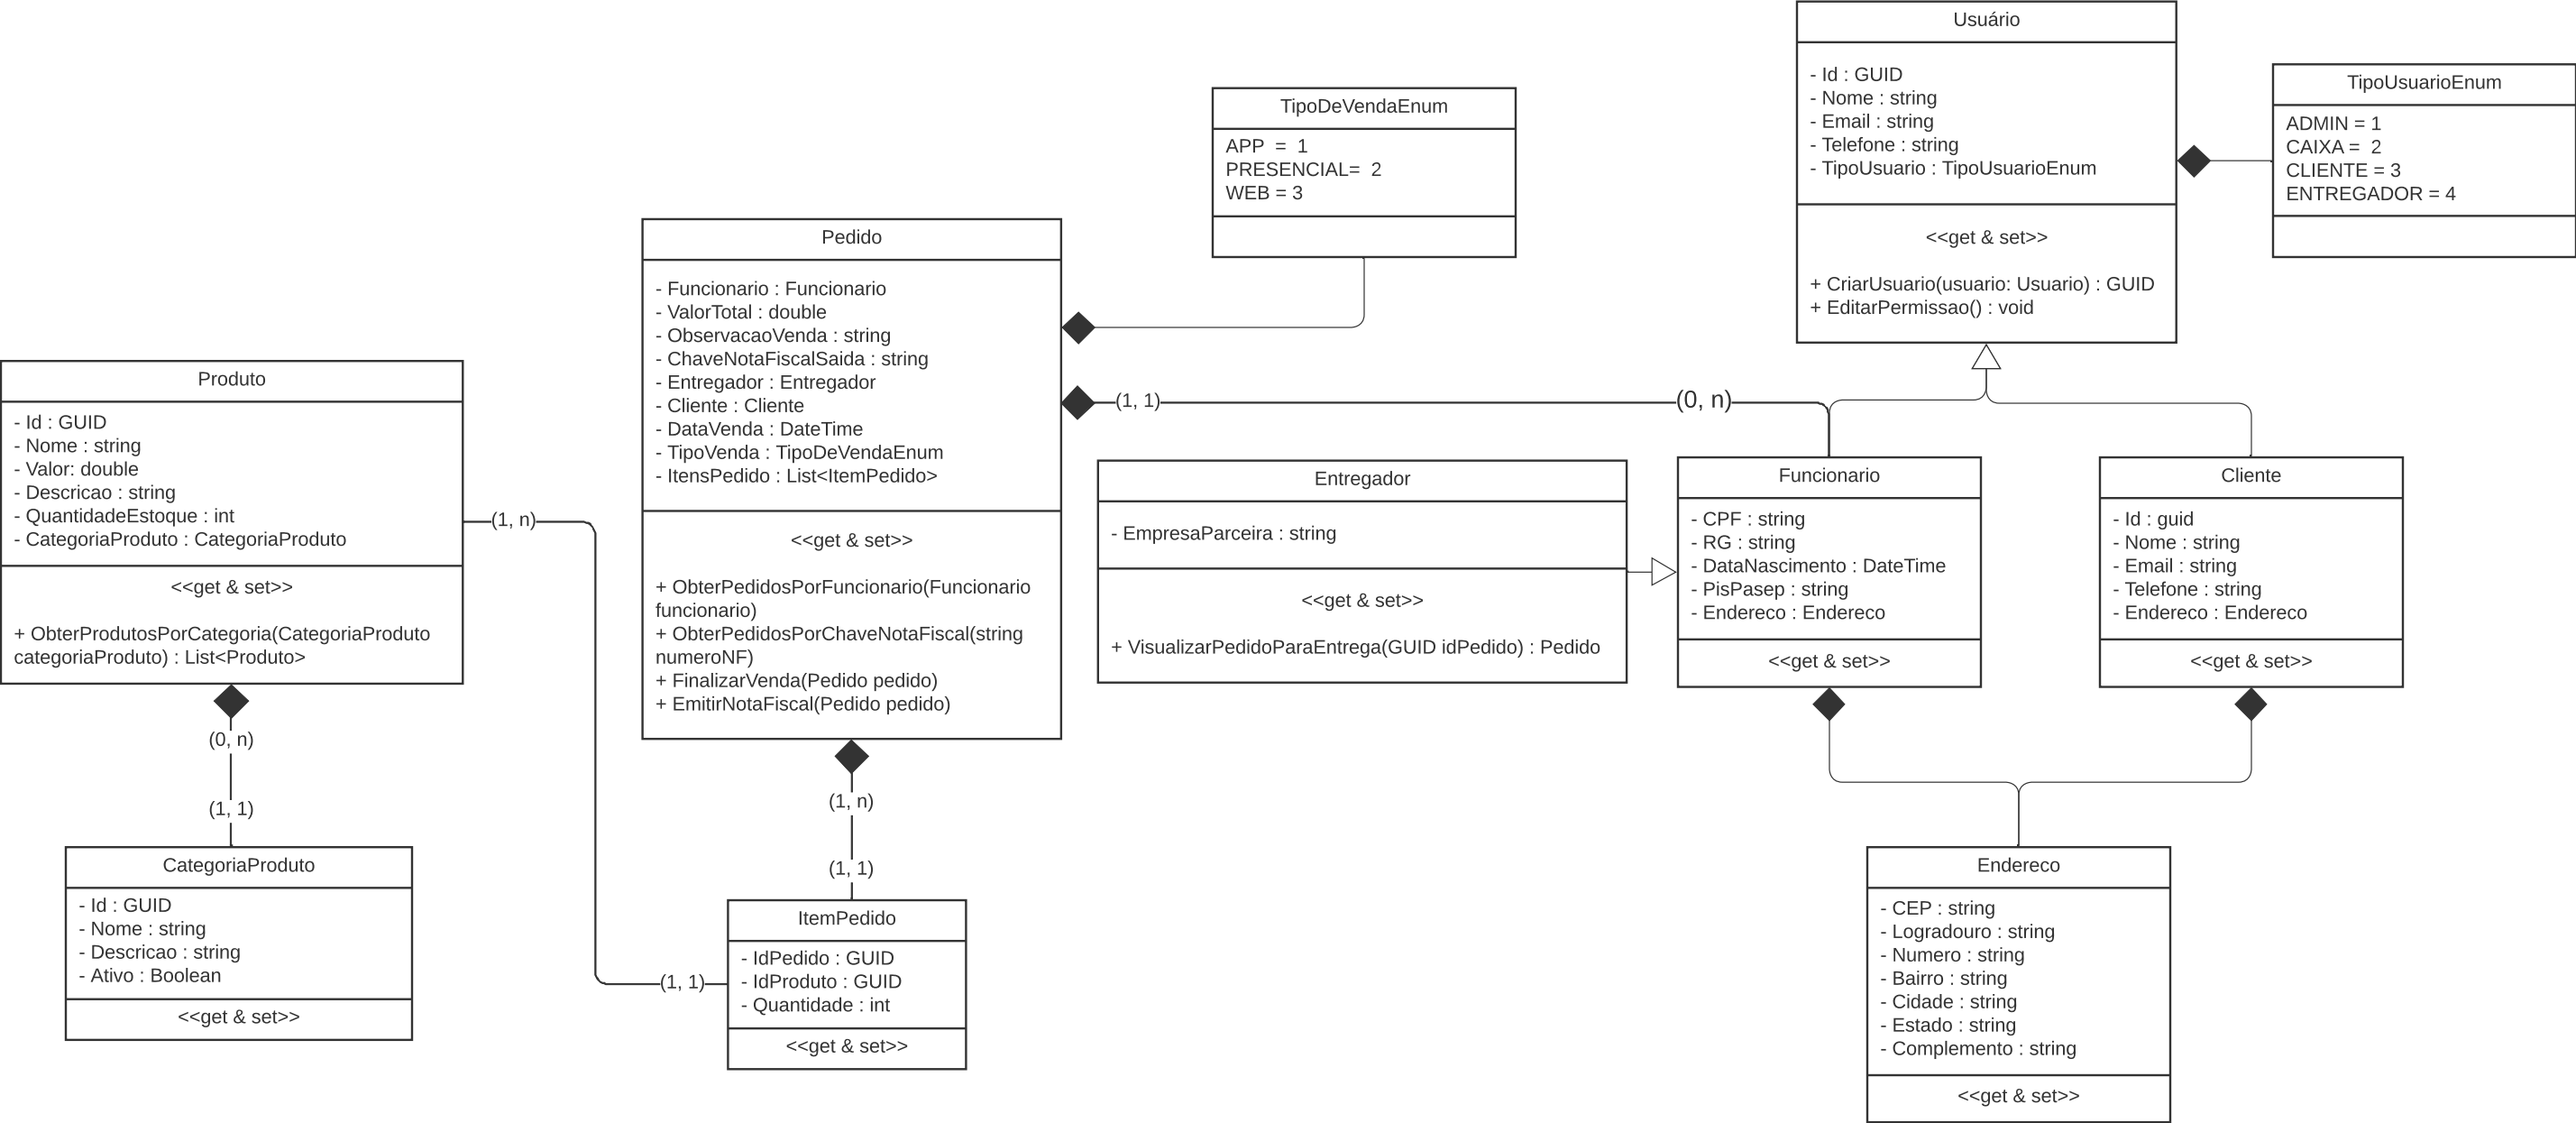 Usuário
- Id : GUID
- Nome : string
- Email : string
- Telefone : string
- TipoUsuario : TipoUsuarioEnum
<<get & set>>
+ CriarUsuario(usuario: Usuario) : GUID
+ EditarPermissao() : void
TipoUsuarioEnum
ADMIN = 1
CAIXA =  2
CLIENTE = 3
ENTREGADOR = 4
TipoDeVendaEnum
APP  =  1
PRESENCIAL=  2
WEB = 3
Pedido
- Funcionario : Funcionario
- ValorTotal : double
- ObservacaoVenda : string
- ChaveNotaFiscalSaida : string
- Entregador : Entregador
- Cliente : Cliente
- DataVenda : DateTime
- TipoVenda : TipoDeVendaEnum
- ItensPedido : List<ItemPedido>
<<get & set>>
+ ObterPedidosPorFuncionario(Funcionario
funcionario)
+ ObterPedidosPorChaveNotaFiscal(string
numeroNF)
+ FinalizarVenda(Pedido pedido)
+ EmitirNotaFiscal(Pedido pedido)
(1, 1)
(0, n)
Produto
- Id : GUID
- Nome : string
- Valor: double
- Descricao : string
- QuantidadeEstoque : int
- CategoriaProduto : CategoriaProduto
<<get & set>>
+ ObterProdutosPorCategoria(CategoriaProduto
categoriaProduto) : List<Produto>
(1, n)
Entregador
- EmpresaParceira : string
<<get & set>>
+ VisualizarPedidoParaEntrega(GUID idPedido) : Pedido
Funcionario
- CPF : string
- RG : string
- DataNascimento : DateTime
- PisPasep : string
- Endereco : Endereco
<<get & set>>
Cliente
- Id : guid
- Nome : string
- Email : string
- Telefone : string
- Endereco : Endereco
<<get & set>>
(0, n)
(1, 1)
(1, n)
(1, 1)
CategoriaProduto
- Id : GUID
- Nome : string
- Descricao : string
- Ativo : Boolean
<<get & set>>
(1, 1)
ItemPedido
- IdPedido : GUID
- IdProduto : GUID
- Quantidade : int
<<get & set>>
Endereco
- CEP : string
- Logradouro : string
- Numero : string
- Bairro : string
- Cidade : string
- Estado : string
- Complemento : string
<<get & set>>